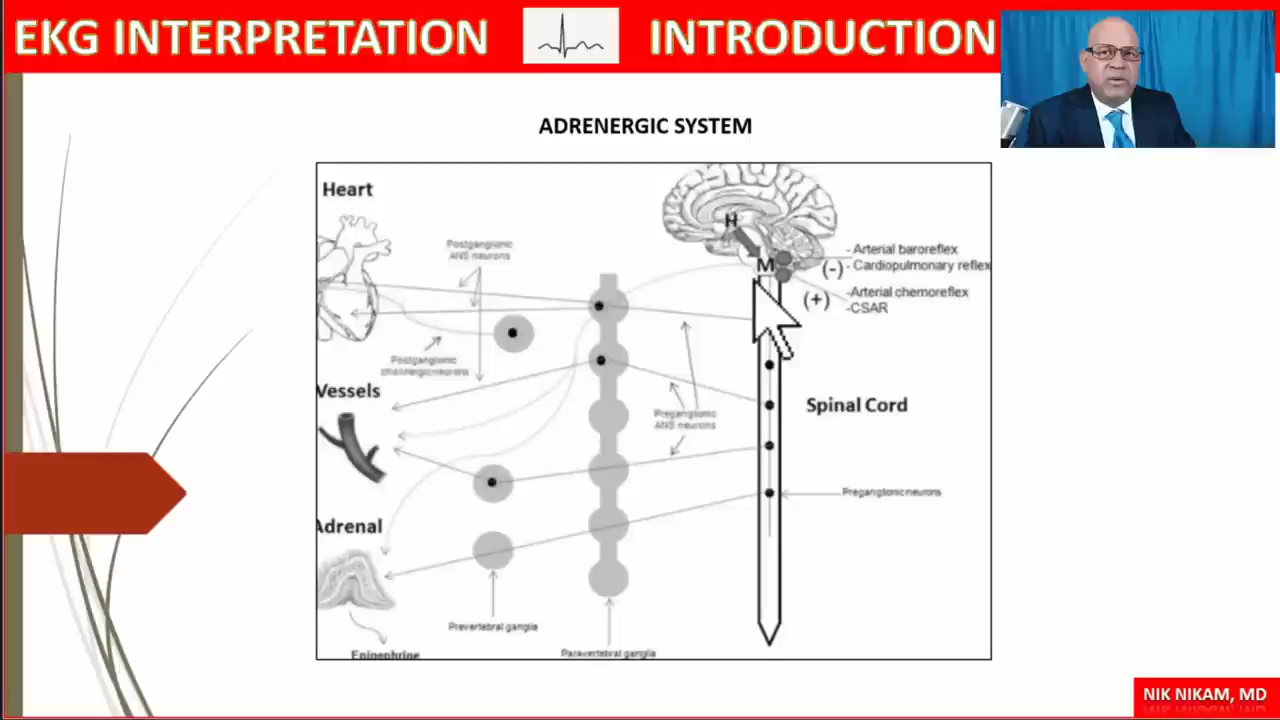 EKG INTERPRETATION
INTRODUCTION
ADRENERGIC SYSTEM
Heart
Postganglionic
ANS neurons
H
M
(-)
- Arterial baroreflex
- Cardiopulmonary reflex
(+)
-Arterial chemoreflex
-CSAR
Postganglionic
neurons
Vessels
Preganglionic
ANS neurons
Spinal Cord
Preganglionic neurons
Adrenal
Prevertebral ganglia
Paravertebral ganglia
Epinephrine
NIK NIKAM, MD